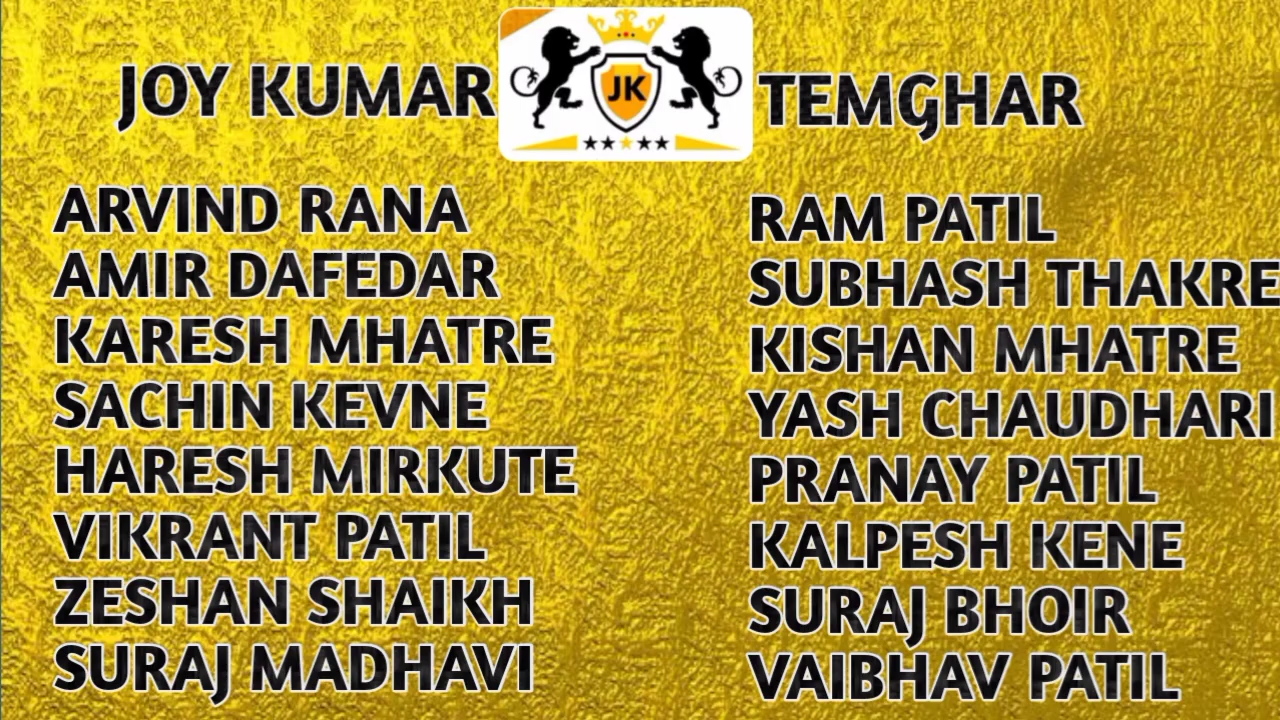 JOY KUMAR JK TEMGHAR
ARVIND RANA
AMIR DAFEDAR
KARESH MHATRE
SACHIN KEVNE
HARESH MIRKUTE
VIKRANT PATIL
ZESHAN SHAIKH
SURAJ MADHAVI
RAM PATIL
SUBHASH THAKRE
KISHAN MHATRE
YASH CHAUDHARI
PRANAY PATIL
KALPESH KENE
SURAJ BHOIR
VAIBHAV PATIL